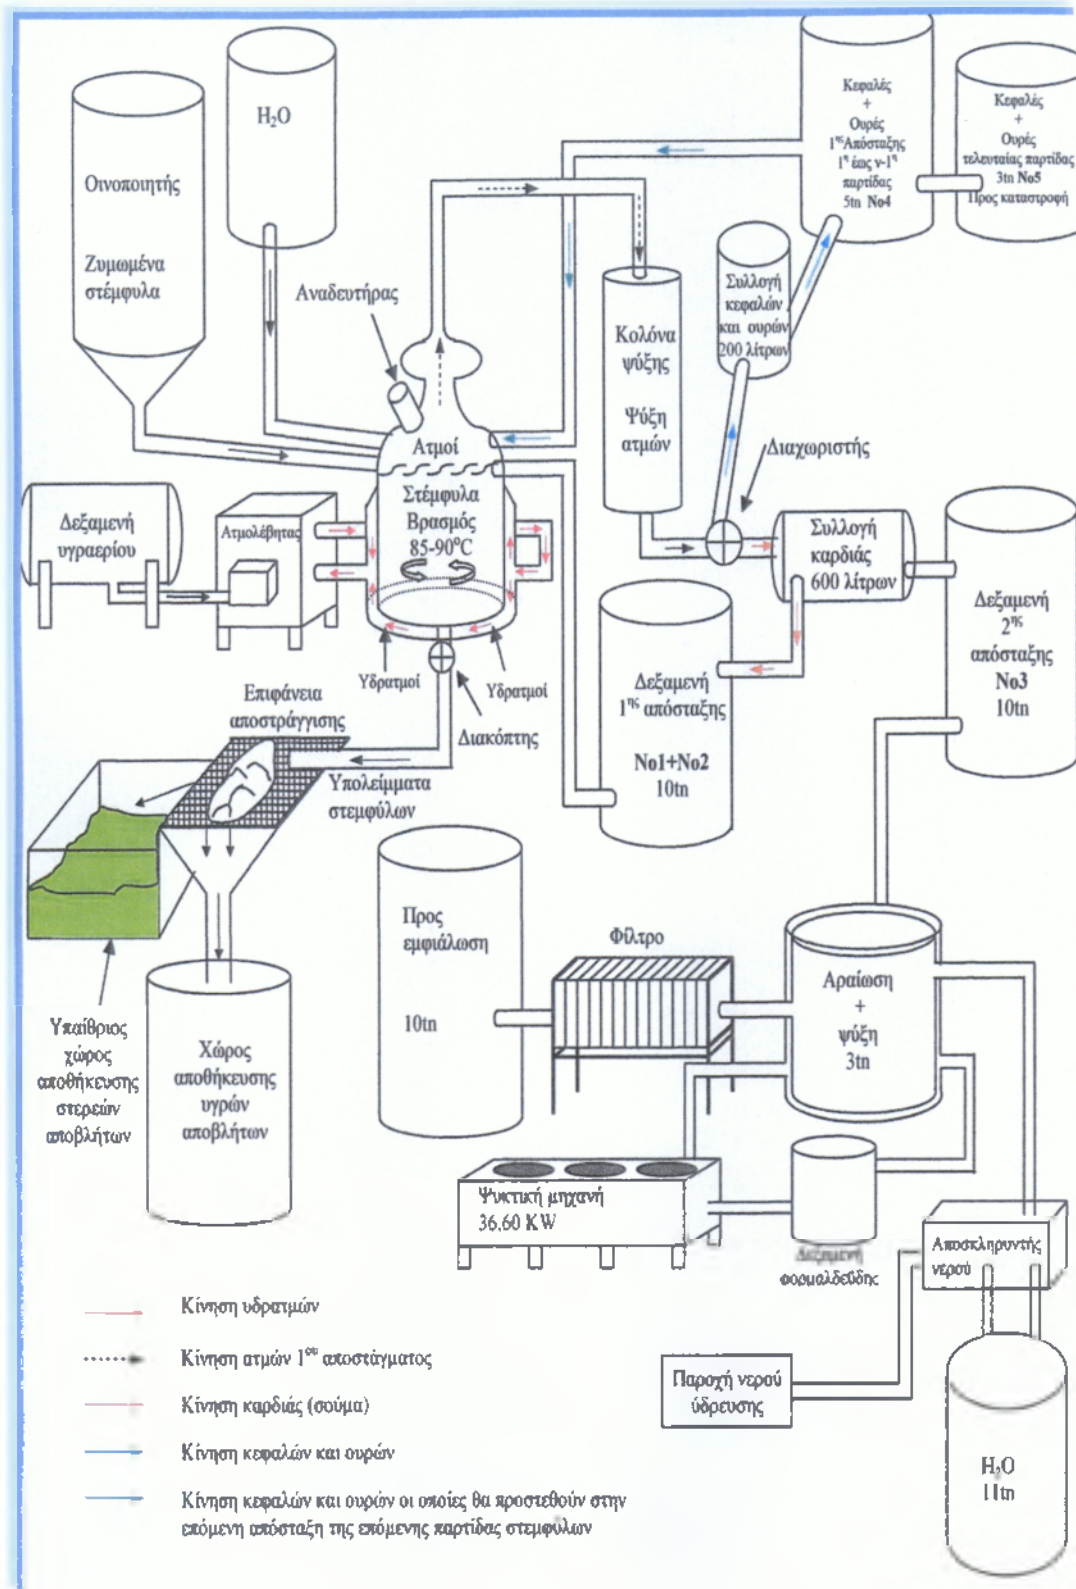 H₂O
Οινοποιητής
Ζυμωμένα
στέμφυλα
Αναδευτήρας
Κεφαλές
+
Ουρές
1ης Απόσταξης
1η έως ν-1η
παρτίδας
5tn No4
Κεφαλές
+
Ουρές
τελευταίας παρτίδας
3tn No5
Προς καταστροφή
Συλλογή
κεφαλών
και ουρών
200 λίτρων
Κολόνα
ψύξης
Ψύξη
ατμών
Διαχωριστής
Ατμοί
Στέμφυλα
Βρασμός
85-90°C
Δεξαμενή
υγραερίου
Ατμολέβητας
Συλλογή
καρδιάς
600 λίτρων
Δεξαμενή
2ης
απόσταξης
No3
10tn
Δεξαμενή
1ης απόσταξης
No1+No2
10tn
Υδρατμοί
Υδρατμοί
Διακόπτης
Επιφάνεια
αποστράγγισης
Υπολείμματα
στεμφύλων
Προς
εμφιάλωση
10tn
Φίλτρο
Αραίωση
+
ψύξη
3tn
Υπαίθριος
χώρος
αποθήκευσης
στερεών
αποβλήτων
Χώρος
αποθήκευσης
υγρών
αποβλήτων
Ψυκτική μηχανή
36,60 KW
Δεξαμενή
φορμαλδεΰδης
Αποσκληρυντής
νερού
Παροχή νερού
ύδρευσης
H₂O
11tn
Κίνηση υδρατμών
Κίνηση ατμών 1ου αποστάγματος
Κίνηση καρδιάς (σούμα)
Κίνηση κεφαλών και ουρών
Κίνηση κεφαλών και ουρών οι οποίες θα προστεθούν στην
επόμενη απόσταξη της επόμενης παρτίδας στεμφύλων